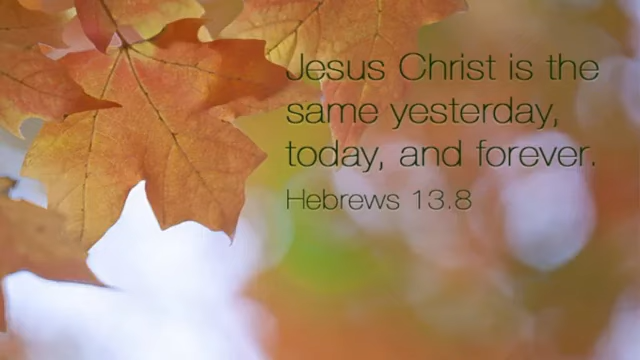 Jesus Christ is the
same yesterday,
today, and forever.
Hebrews 13.8